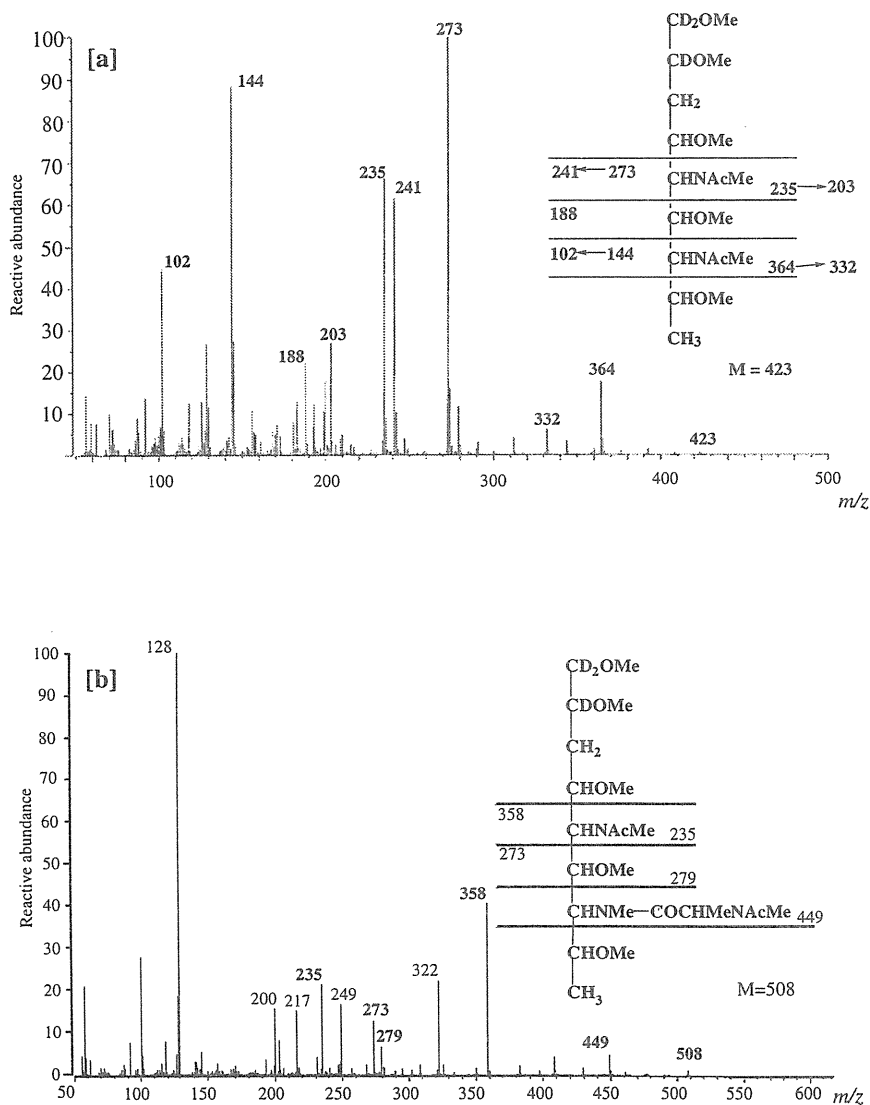 [a]
Reactive abundance
100
90
80
70
60
50
40
30
20
10
102
144
188
203
235
241
273
332
364
423
100
200
300
400
500
m/z
CD2OMe
CDOMe
CH2
CHOMe
241 ← 273
CHNAcMe
235 → 203
188
CHOMe
102 ← 144
CHNAcMe
364 → 332
CHOMe
CH3
M = 423
[b]
Reactive abundance
100
90
80
70
60
50
40
30
20
10
0
128
200
217
235
249
273
279
322
358
449
508
50
100
150
200
250
300
350
400
450
500
550
600
m/z
CD2OMe
CDOMe
CH2
CHOMe
358
CHNAcMe 235
273
CHOMe
279
CHNMe—COCHMeNAcMe 449
CHOMe
CH3
M=508